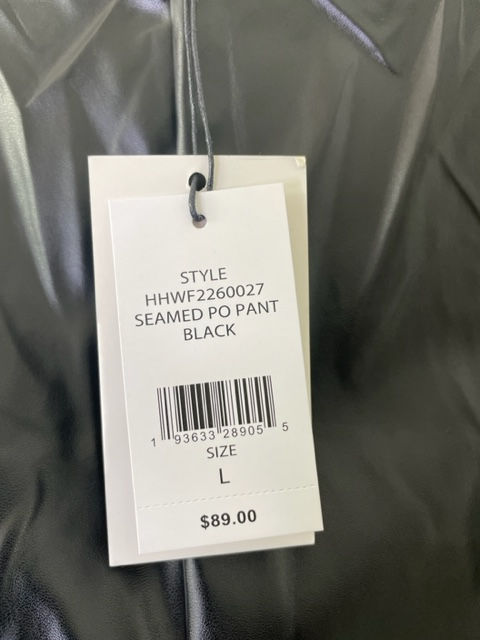 STYLE
HHWF2260027
SEAMED PO PANT
BLACK
1 93633 28905 5
SIZE
L
$89.00